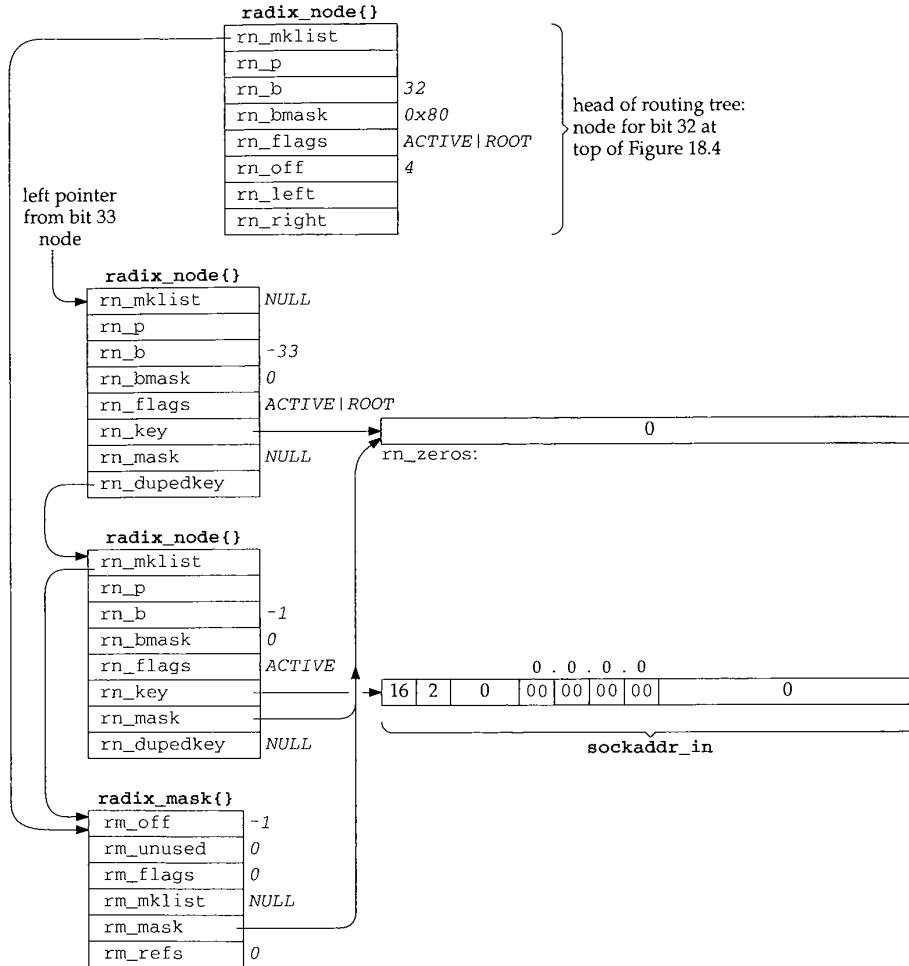 radix_node{}
rn_mklist
rn_p
rn_b 32
rn_bmask 0x80
rn_flags ACTIVE|ROOT
rn_off 4
rn_left
rn_right
head of routing tree:
node for bit 32 at
top of Figure 18.4
left pointer
from bit 33
node
radix_node{}
rn_mklist NULL
rn_p
rn_b -33
rn_bmask 0
rn_flags ACTIVE|ROOT
rn_key
rn_mask NULL
rn_dupedkey
0
rn_zeros:
radix_node{}
rn_mklist
rn_p
rn_b -1
rn_bmask 0
rn_flags ACTIVE
rn_key
rn_mask
rn_dupedkey NULL
0 . 0 . 0 . 0
16 2 0 00 00 00 00 0
sockaddr_in
radix_mask{}
rm_off -1
rm_unused 0
rm_flags 0
rm_mklist NULL
rm_mask
rm_refs 0